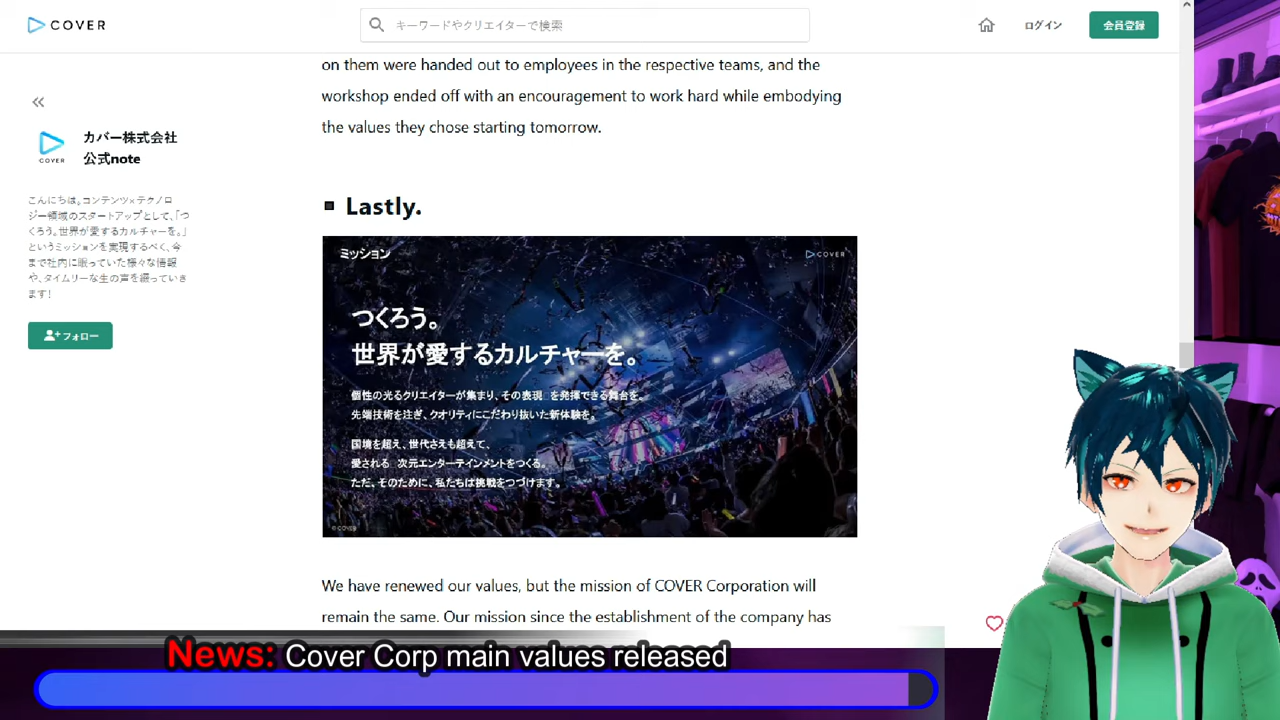 COVER
キーワードやクリエイターで検索
ログイン
会員登録
on them were handed out to employees in the respective teams, and the
workshop ended off with an encouragement to work hard while embodying
the values they chose starting tomorrow.
COVER
カバー株式会社
公式note
こんにちは。コンテンツ×テクノロ
ジー領域のスタートアップとして、「つ
くろう。世界が愛するカルチャーを。」
というミッションを実現するべく、今
まで社内に眠っていた様々な情報
や、タイムリーな生の声を綴っていき
ます!
フォロー
Lastly.
ミッション
COVER
つくろう。
世界が愛するカルチャーを。
個性の光るクリエイターが集まり、その表現 を発揮できる舞台を。
先端技術を注ぎ、クオリティにこだわり抜いた新体験を。
国境を超え、世代さえも超えて、
愛される 次元エンターテインメントをつくる。
ただ、そのために、私たちは挑戦をつづけます。
© COVER
We have renewed our values, but the mission of COVER Corporation will
remain the same. Our mission since the establishment of the company has
News: Cover Corp main values released